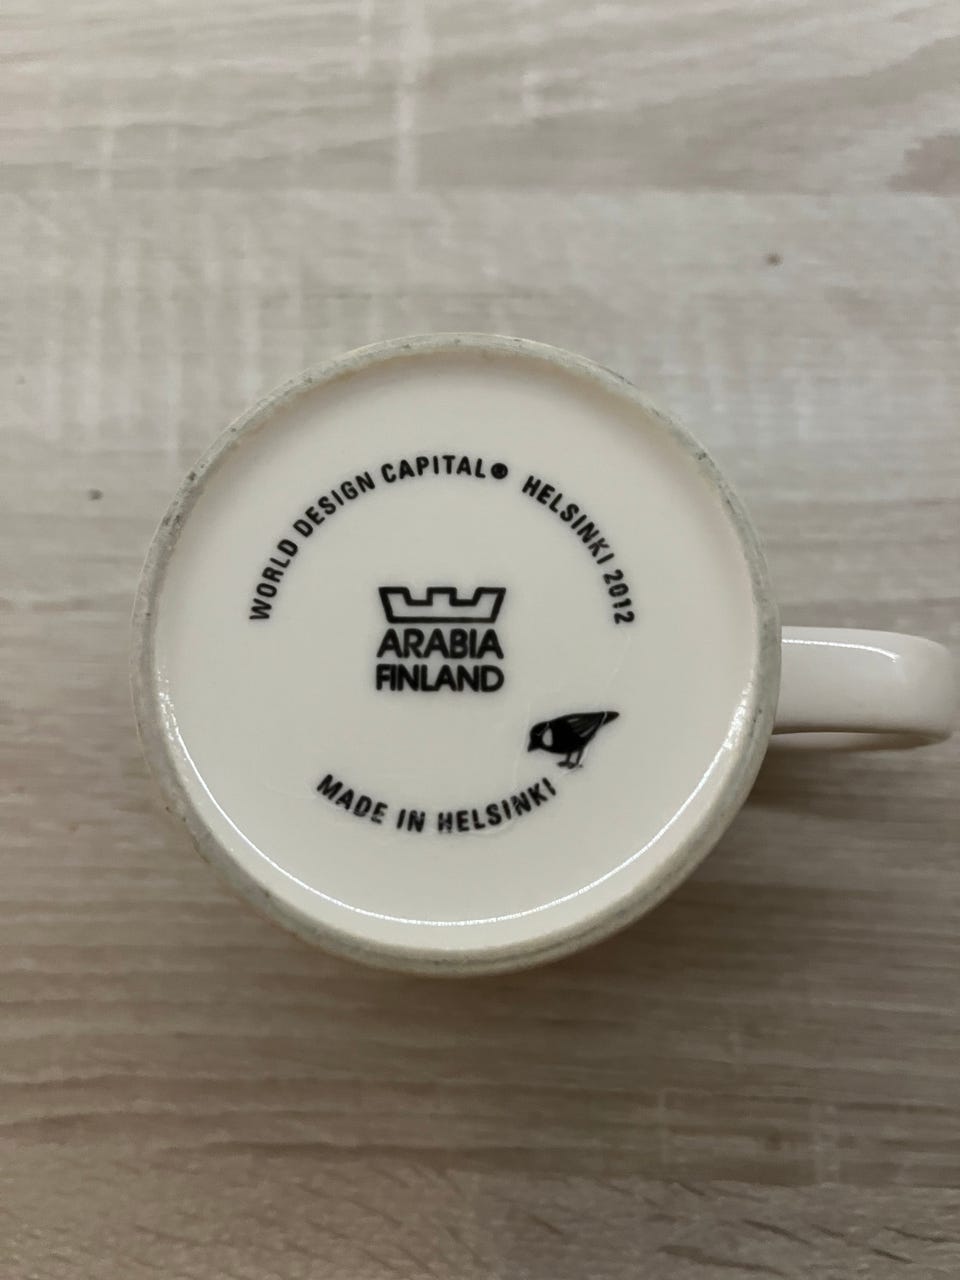 WORLD DESIGN CAPITAL® HELSINKI 2012
ARABIA
FINLAND
MADE IN HELSINKI